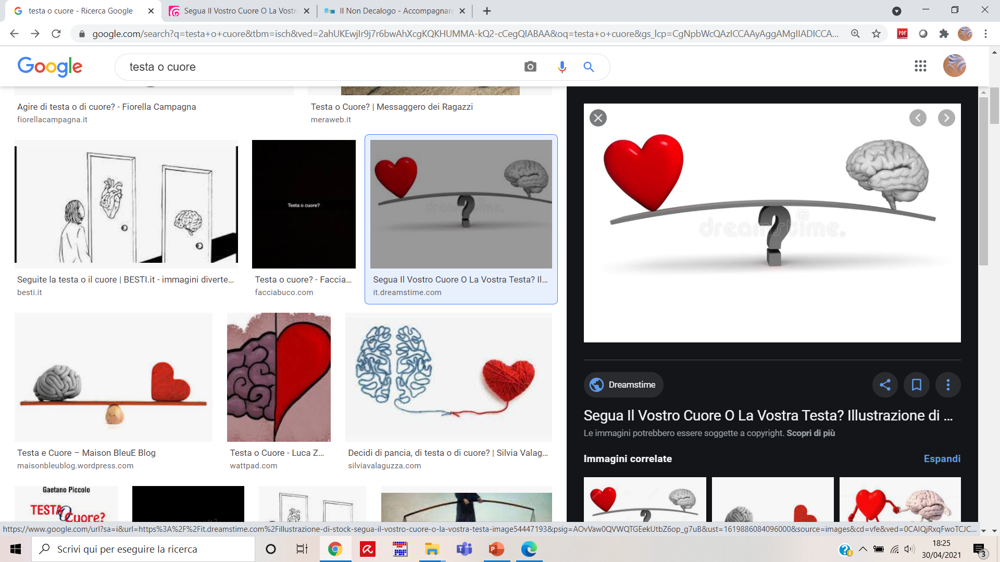 testa o cuore - Ricerca Google
Segua Il Vostro Cuore O La Vostra
Il Non Decalogo - Accompagnare
google.com/search?q=testa+o+cuore&tbm=isch&ved=2ahUKEwjIr9j7r6bwAhXcgKQKHUMMA-kQ2-cCegQIABAA&oq=testa+o+cuore&gs_lcp=CgNpbWcQAzICCAAyAggAMgIIADICCA...
PDF
Google
testa o cuore
Agire di testa o di cuore? - Fiorella Campagna
fiorellacampagna.it
Testa o Cuore? | Messaggero dei Ragazzi
meraweb.it
Testa o cuore?
dreamstime.
Seguite la testa o il cuore | BESTI.it - immagini diverte...
besti.it
Testa o cuore? - Faccia...
facciabuco.com
Segua Il Vostro Cuore O La Vostra Testa? Il...
it.dreamstime.com
?
dreamstime.
?
Testa e Cuore – Maison BleuE Blog
maisonbleublog.wordpress.com
Testa o Cuore - Luca Z...
wattpad.com
Decidi di pancia, di testa o di cuore? | Silvia Valag...
silviavalaguzza.com
Gaetano Piccolo
TESTA
O Cuore?
Dreamstime
Segua Il Vostro Cuore O La Vostra Testa? Illustrazione di ...
Le immagini potrebbero essere soggette a copyright. Scopri di più
Immagini correlate
Espandi
https://www.google.com/url?sa=i&url=https%3A%2F%2Fit.dreamstime.com%2Fillustrazione-di-stock-segua-il-vostro-cuore-o-la-vostra-testa-image54447193&psig=AOvVaw0QVWQTGEekUtbZ6op_g7uB&ust=1619886084096000&source=images&cd=vfe&ved=0CAIQjRxqFwoTCJC...
Scrivi qui per eseguire la ricerca
18:25
30/04/2021
3